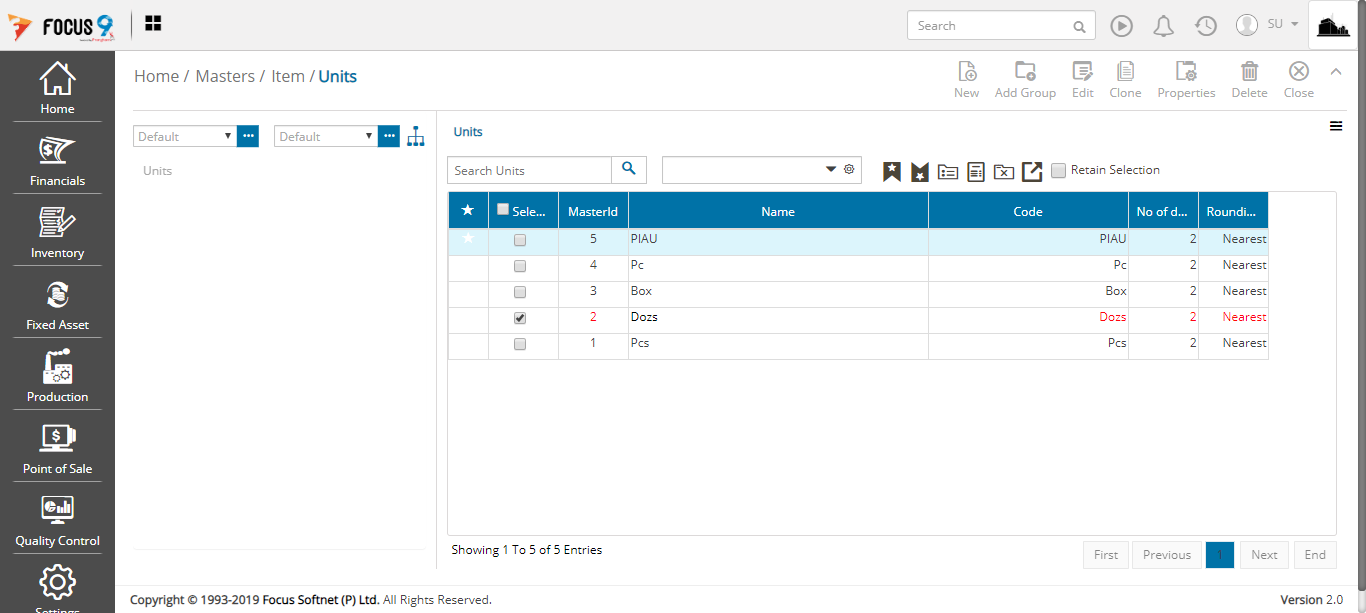 FOCUS 9
Search
SU
Home
Financials
Inventory
Fixed Asset
Production
Point of Sale
Quality Control
Settings
Home / Masters / Item / Units
New
Add Group
Edit
Clone
Properties
Delete
Close
Default
Default
Units
Units
Search Units
Retain Selection
Sele... MasterId Name Code No of d... Roundi...
5 PIAU PIAU 2 Nearest
4 Pc Pc 2 Nearest
3 Box Box 2 Nearest
2 Dozs Dozs 2 Nearest
1 Pcs Pcs 2 Nearest
Showing 1 To 5 of 5 Entries
First Previous 1 Next End
Copyright © 1993-2019 Focus Softnet (P) Ltd. All Rights Reserved.
Version 2.0